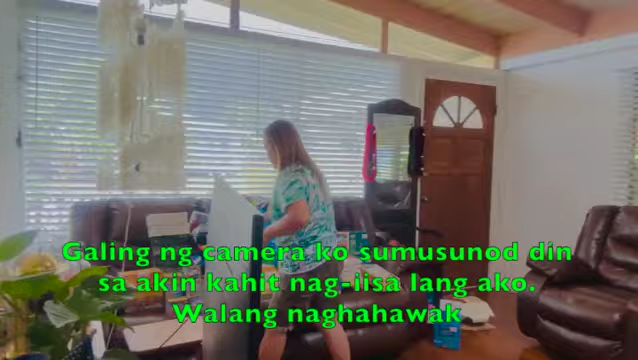 Galing ng camera ko sumusunod din
sa akin kahit nag-iisa lang ako.
Walang naghahawak